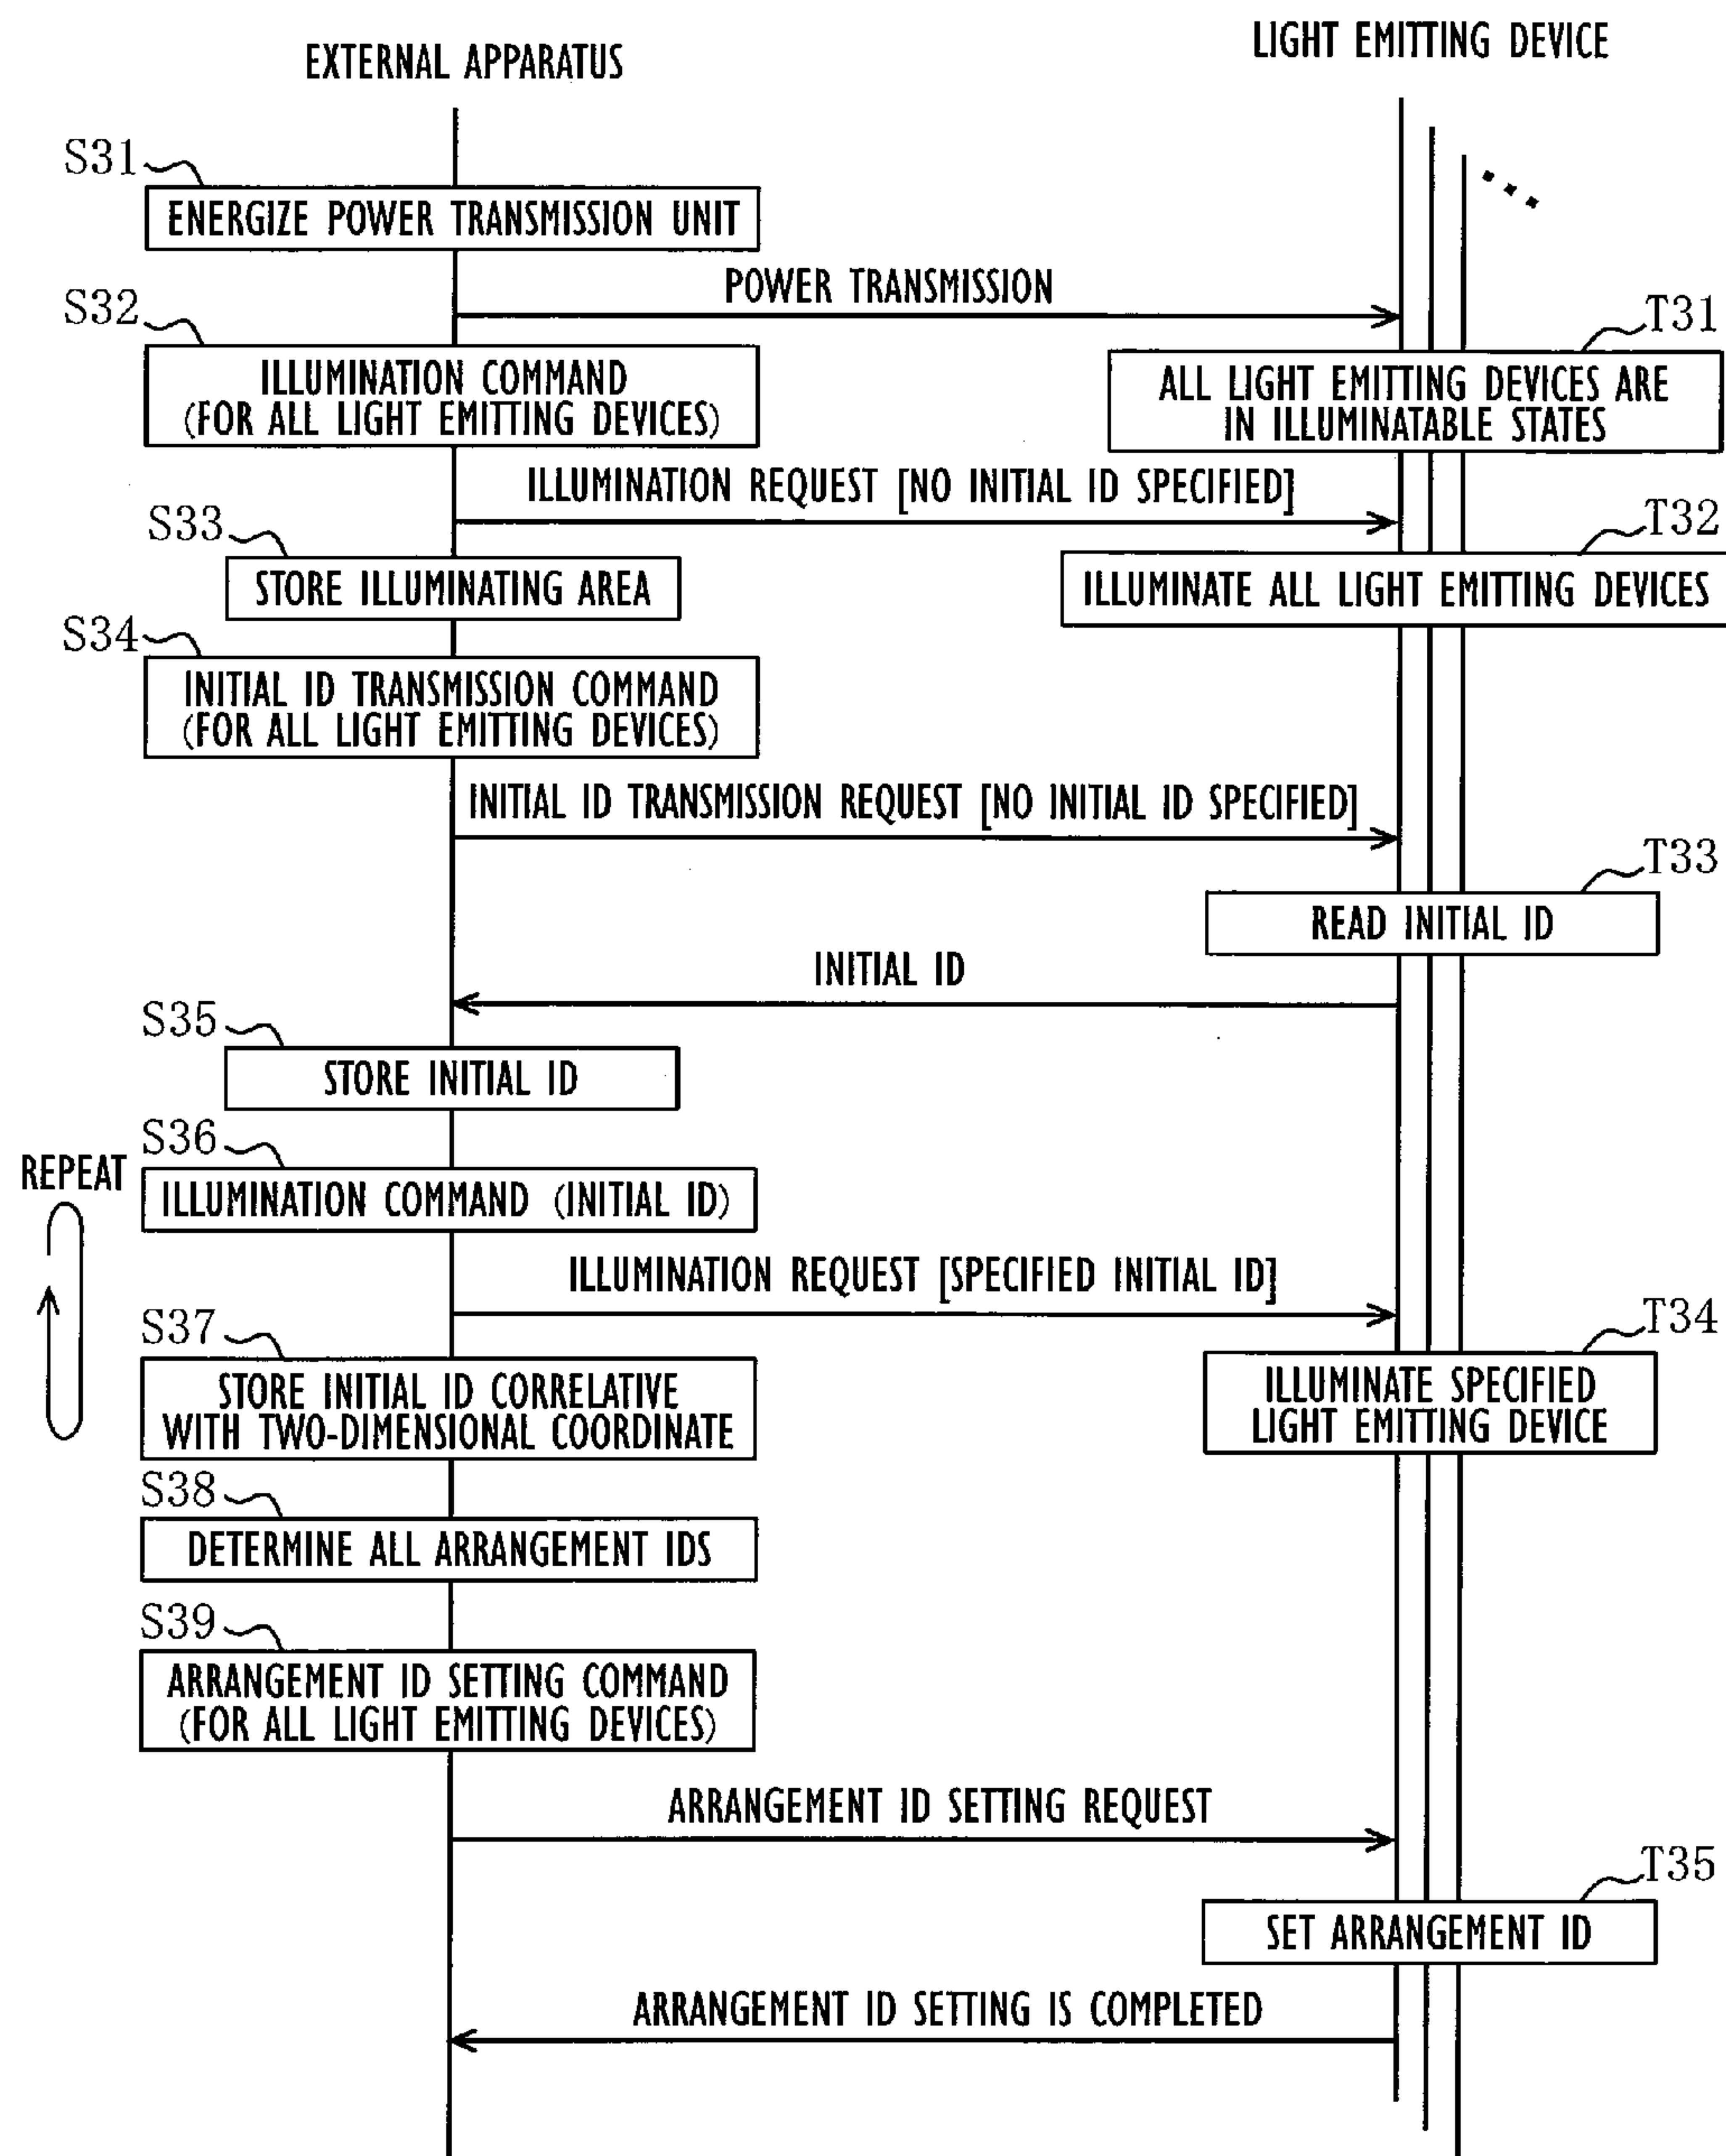 EXTERNAL APPARATUS
LIGHT EMITTING DEVICE
S31
ENERGIZE POWER TRANSMISSION UNIT
POWER TRANSMISSION
S32
ILLUMINATION COMMAND
(FOR ALL LIGHT EMITTING DEVICES)
T31
ALL LIGHT EMITTING DEVICES ARE
IN ILLUMINATABLE STATES
ILLUMINATION REQUEST [NO INITIAL ID SPECIFIED]
S33
STORE ILLUMINATING AREA
T32
ILLUMINATE ALL LIGHT EMITTING DEVICES
S34
INITIAL ID TRANSMISSION COMMAND
(FOR ALL LIGHT EMITTING DEVICES)
INITIAL ID TRANSMISSION REQUEST [NO INITIAL ID SPECIFIED]
T33
READ INITIAL ID
INITIAL ID
S35
STORE INITIAL ID
S36
REPEAT
ILLUMINATION COMMAND (INITIAL ID)
ILLUMINATION REQUEST [SPECIFIED INITIAL ID]
S37
STORE INITIAL ID CORRELATIVE
WITH TWO-DIMENSIONAL COORDINATE
T34
ILLUMINATE SPECIFIED
LIGHT EMITTING DEVICE
S38
DETERMINE ALL ARRANGEMENT IDS
S39
ARRANGEMENT ID SETTING COMMAND
(FOR ALL LIGHT EMITTING DEVICES)
ARRANGEMENT ID SETTING REQUEST
T35
SET ARRANGEMENT ID
ARRANGEMENT ID SETTING IS COMPLETED